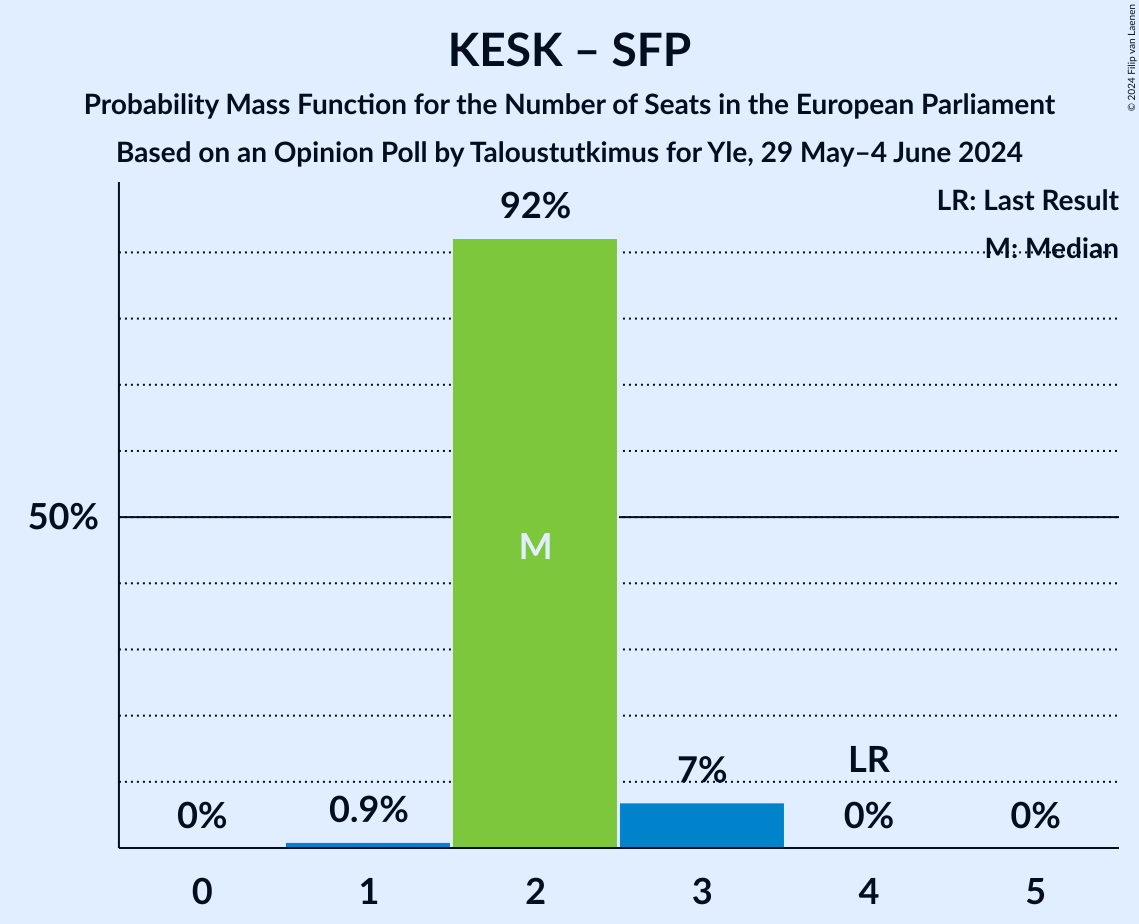 KESK – SFP
Probability Mass Function for the Number of Seats in the European Parliament
Based on an Opinion Poll by Taloustutkimus for Yle, 29 May–4 June 2024
© 2024 Filip van Laenen
LR: Last Result
M: Median
92%
50%
M
7%
LR
0%
0.9%
0%
0%
0
1
2
3
4
5